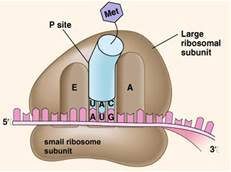 Met
P site
Large
ribosomal
subunit
E
A
U A C
A U G
5'
3'
small ribosome
subunit